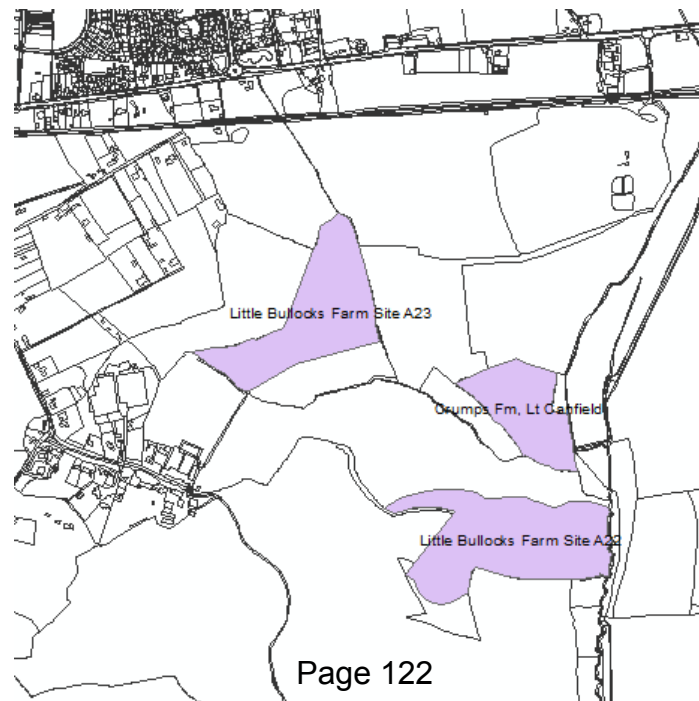 Little Bullocks Farm Site A23
Crumps Fm, Lt Canfield
Little Bullocks Farm Site A22
Page 122